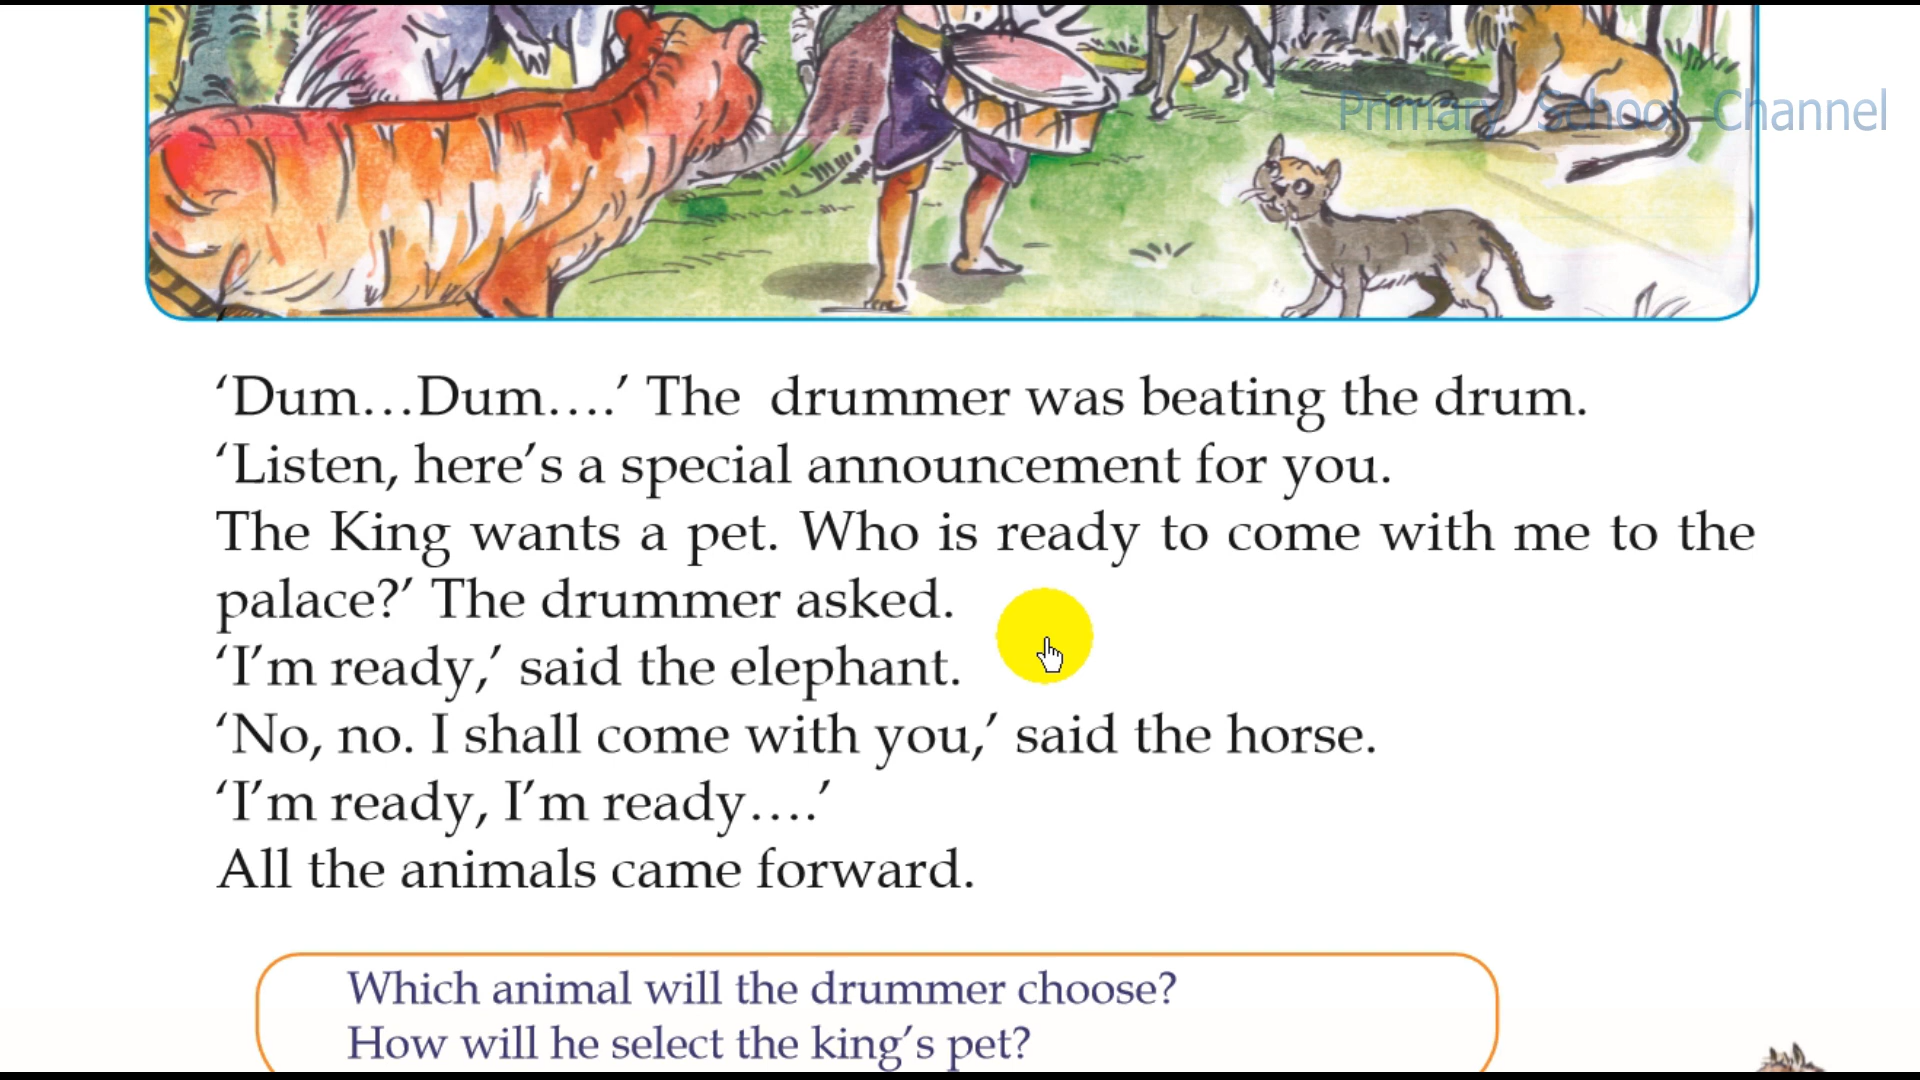 Primary School Channel
‘Dum…Dum….’ The drummer was beating the drum.
‘Listen, here’s a special announcement for you.
The King wants a pet. Who is ready to come with me to the
palace?’ The drummer asked.
‘I’m ready,’ said the elephant.
‘No, no. I shall come with you,’ said the horse.
‘I’m ready, I’m ready….’
All the animals came forward.
Which animal will the drummer choose?
How will he select the king’s pet?